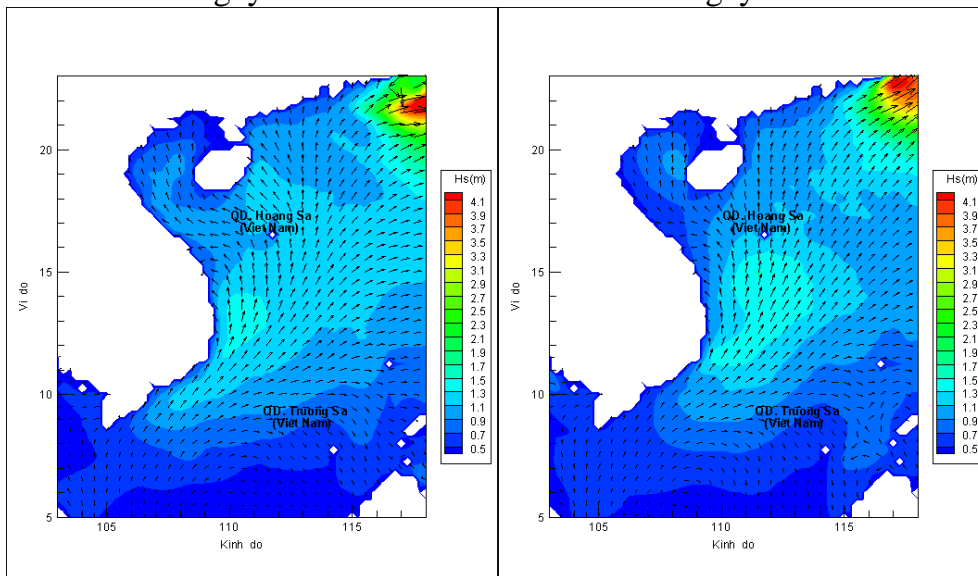 20
QD. Hoang Sa
(Viet Nam)
15
Vi do
10
QD. Truong Sa
(Viet Nam)
5
105 110 115
Kinh do
Hs(m)
4.1
3.9
3.7
3.5
3.3
3.1
2.9
2.7
2.5
2.3
2.1
1.9
1.7
1.5
1.3
1.1
0.9
0.7
0.5
20
QD. Hoang Sa
(Viet Nam)
15
Vi do
10
QD. Truong Sa
(Viet Nam)
5
105 110 115
Kinh do
Hs(m)
4.1
3.9
3.7
3.5
3.3
3.1
2.9
2.7
2.5
2.3
2.1
1.9
1.7
1.5
1.3
1.1
0.9
0.7
0.5